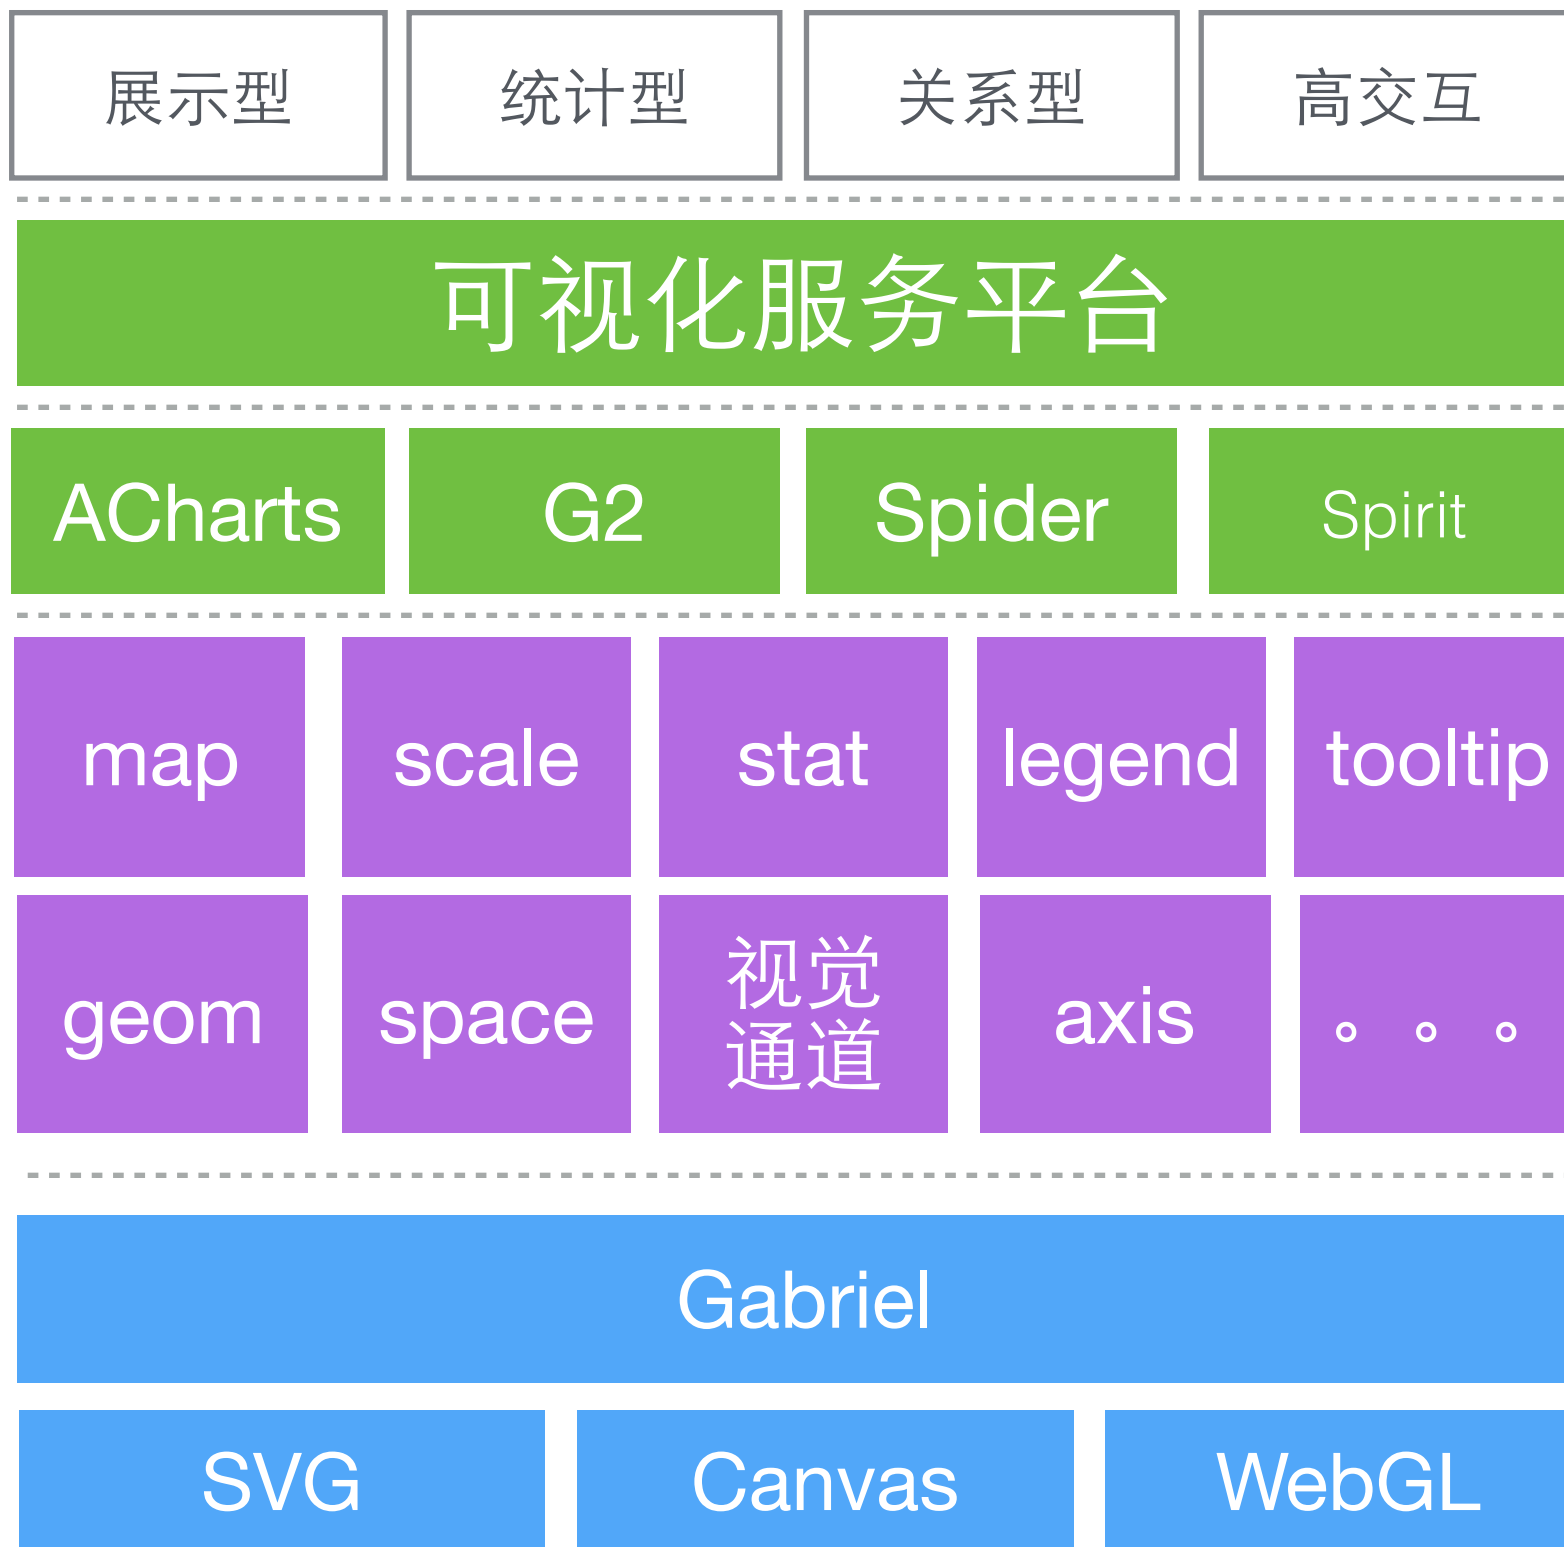 展示型
统计型
关系型
高交互
可视化服务平台
ACharts
G2
Spider
Spirit
map
scale
stat
legend
tooltip
geom
space
视觉
通道
axis
。。。
Gabriel
SVG
Canvas
WebGL